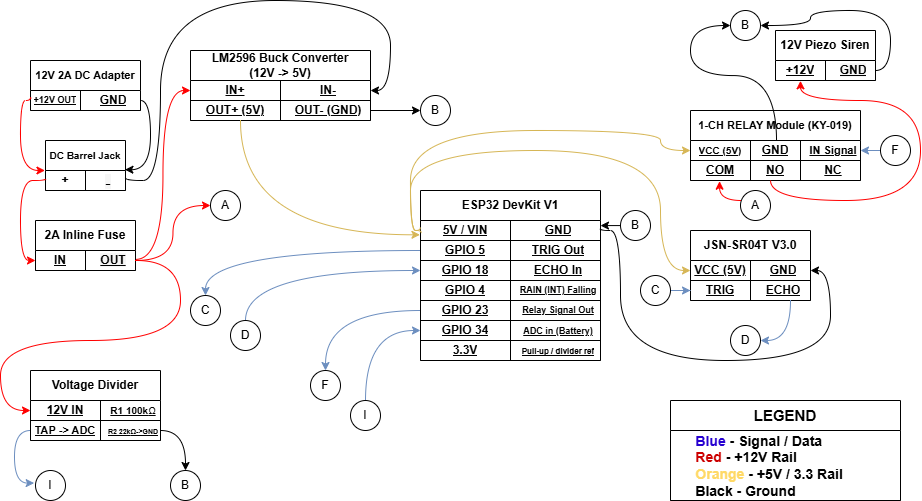 B
LM2596 Buck Converter
(12V -> 5V)
IN+ IN-
OUT+ (5V) OUT- (GND)
B
12V Piezo Siren
+12V GND
12V 2A DC Adapter
+12V OUT GND
1-CH RELAY Module (KY-019)
VCC (5V) GND IN Signal
COM NO NC
F
A
DC Barrel Jack
+ -
A
2A Inline Fuse
IN OUT
ESP32 DevKit V1
5V / VIN GND
GPIO 5 TRIG Out
GPIO 18 ECHO In
GPIO 4 RAIN (INT) Falling
GPIO 23 Relay Signal Out
GPIO 34 ADC in (Battery)
3.3V Pull-up / divider ref
B
JSN-SR04T V3.0
VCC (5V) GND
TRIG ECHO
C
D
C
D
F
I
Voltage Divider
12V IN R1 100kΩ
TAP -> ADC R2 22kΩ->GND
I
B
LEGEND
Blue - Signal / Data
Red - +12V Rail
Orange - +5V / 3.3 Rail
Black - Ground